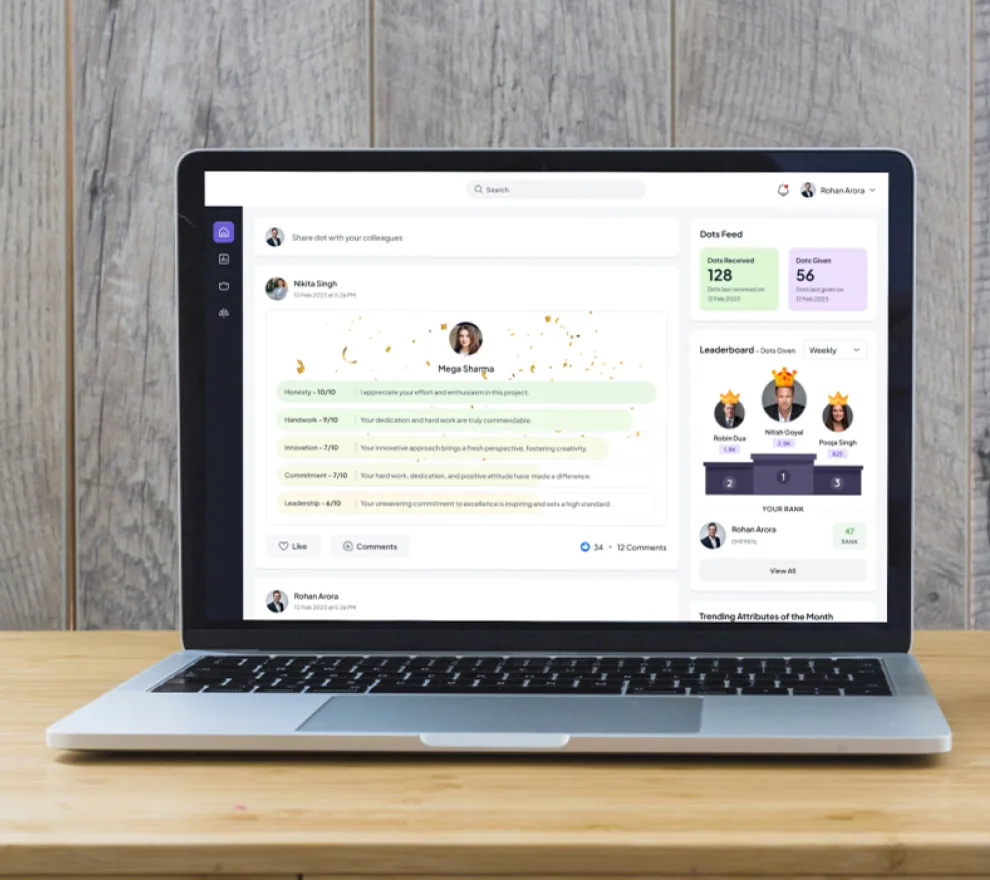 Search
Rohan Arora
Share dot with your colleagues
Nikita Singh
12 Feb 2023 at 5:26 PM
Mega Sharma
Honesty - 10/10
I appreciate your effort and enthusiasm in this project.
Hardwork - 9/10
Your dedication and hard work are truly commendable.
Innovation - 7/10
Your innovative approach brings a fresh perspective, fostering creativity.
Commitment - 7/10
Your hard work, dedication, and positive attitude have made a difference.
Leadership - 6/10
Your unwavering commitment to excellence is inspiring and sets a high standard.
Like
Comments
34 • 12 Comments
Rohan Arora
12 Feb 2023 at 5:26 PM
Dots Feed
Dots Received
128
Dots last received on
12 Feb 2023
Dots Given
56
Dots last given on
12 Feb 2023
Leaderboard - Dots Given
Weekly
Robin Dua
1.9K
Nitish Goyal
2.5K
Pooja Singh
825
2
1
3
YOUR RANK
Rohan Arora
47
RANK
View All
Trending Attributes of the Month